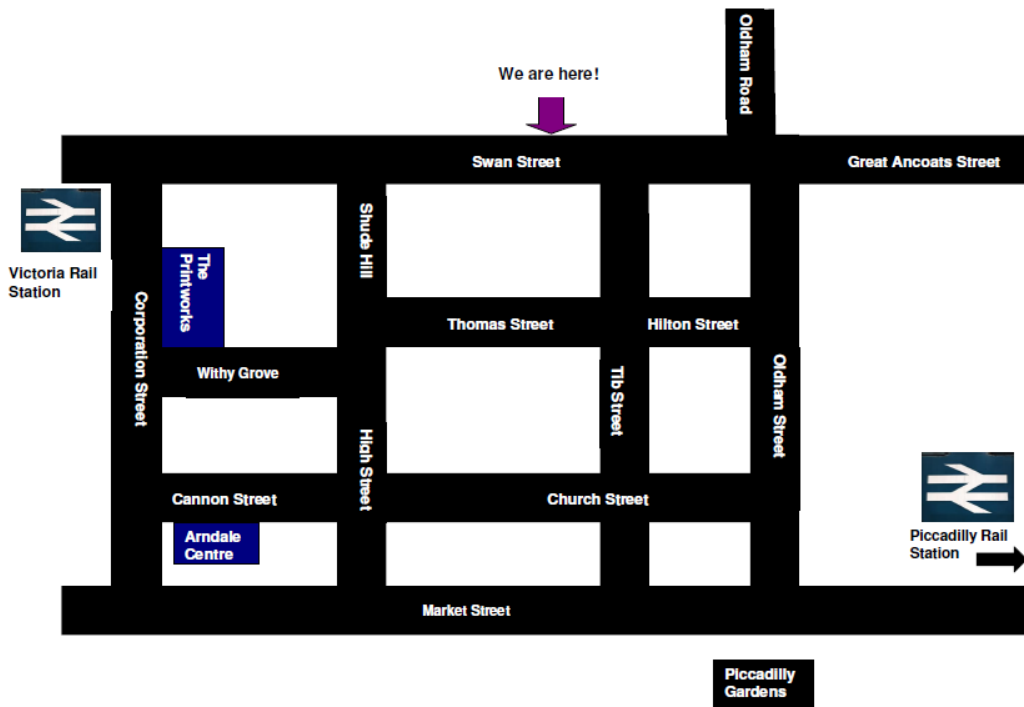 Oldham Road
We are here!
Swan Street
Great Ancoats Street
Shude Hill
The
Printworks
Victoria Rail
Station
Corporation Street
Thomas Street
Hilton Street
Withy Grove
Tib Street
Oldham Street
High Street
Cannon Street
Church Street
Arndale
Centre
Piccadilly Rail
Station
Market Street
Piccadilly
Gardens